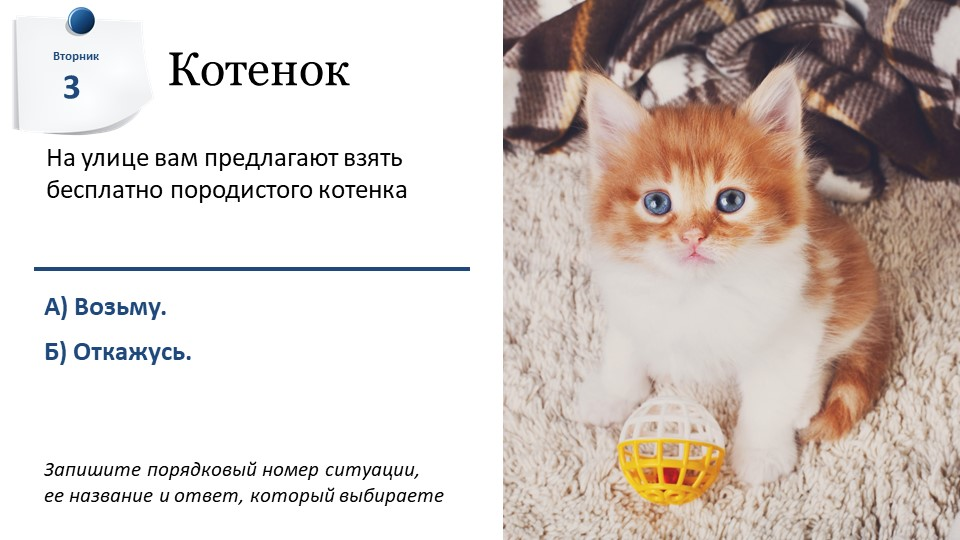 Вторник
3
Котенок
На улице вам предлагают взять
бесплатно породистого котенка
А) Возьму.
Б) Откажусь.
Запишите порядковый номер ситуации,
ее название и ответ, который выбираете